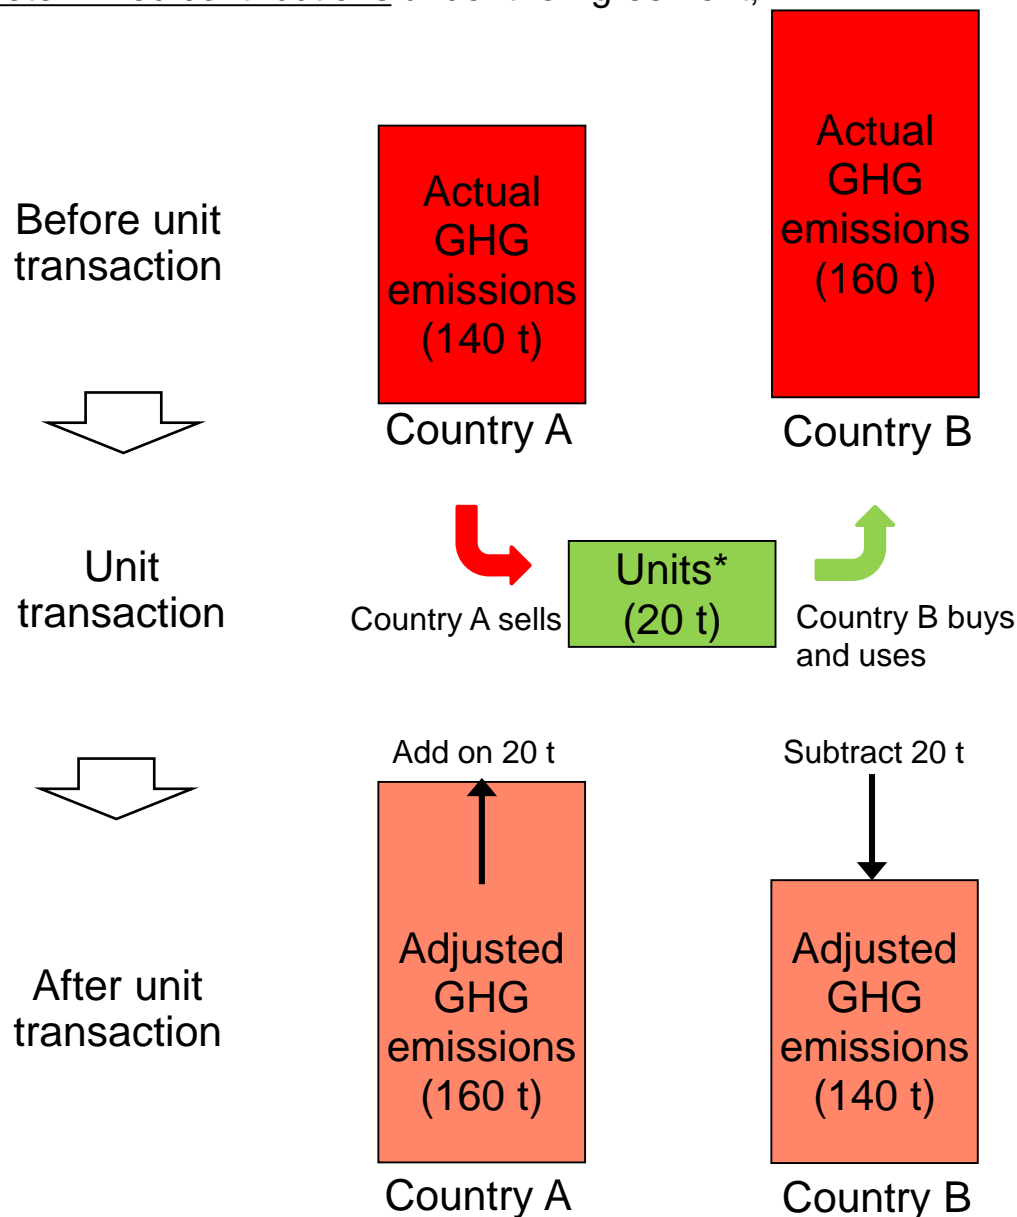 Actual
GHG
emissions
(160 t)
Actual
GHG
emissions
(140 t)
Before unit
transaction
Country A
Country B
Unit
transaction
Units*
(20 t)
Country A sells
Country B buys
and uses
Add on 20 t
Subtract 20 t
After unit
transaction
Adjusted
GHG
emissions
(160 t)
Adjusted
GHG
emissions
(140 t)
Country A
Country B